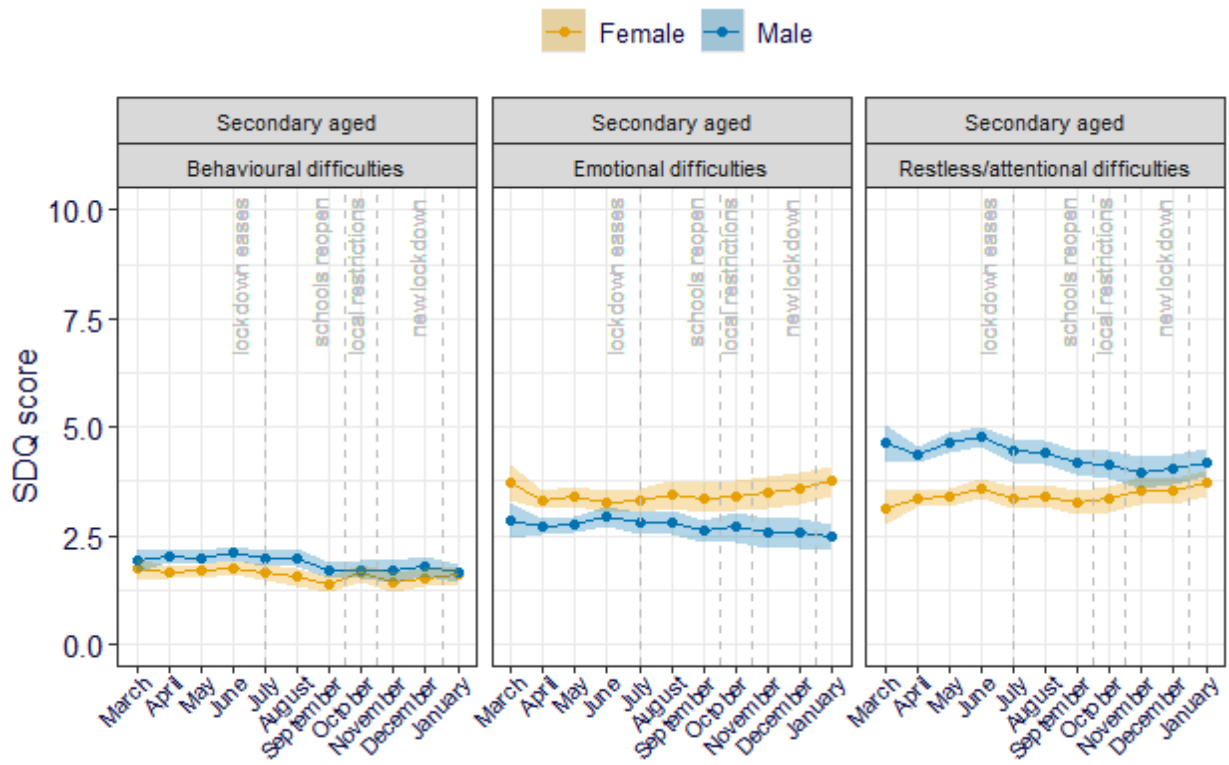 Female Male
Secondary aged Secondary aged Secondary aged
Behavioural difficulties Emotional difficulties Restless/attentional difficulties
SDQ score
10.0
7.5
5.0
2.5
0.0
lockdown eases
schools reopen
local restrictions
new lockdown
lockdown eases
schools reopen
local restrictions
new lockdown
lockdown eases
schools reopen
local restrictions
new lockdown
March April May June July August September October November December January
March April May June July August September October November December January
March April May June July August September October November December January